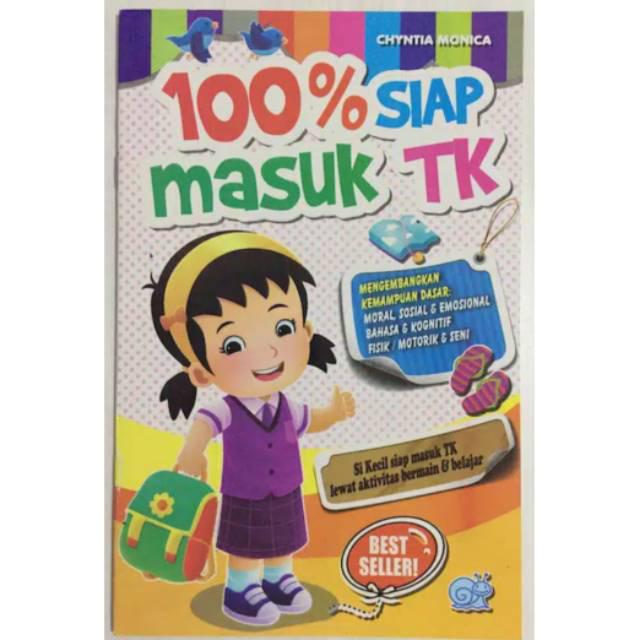 CHYNTIA MONICA
100% SIAP
masuk TK
MENGEMBANGKAN
KEMAMPUAN DASAR:
MORAL, SOSIAL & EMOSIONAL
BAHASA & KOGNITIF
FISIK / MOTORIK & SENI
Si Kecil siap masuk TK
lewat aktivitas bermain & belajar
BEST
SELLER!